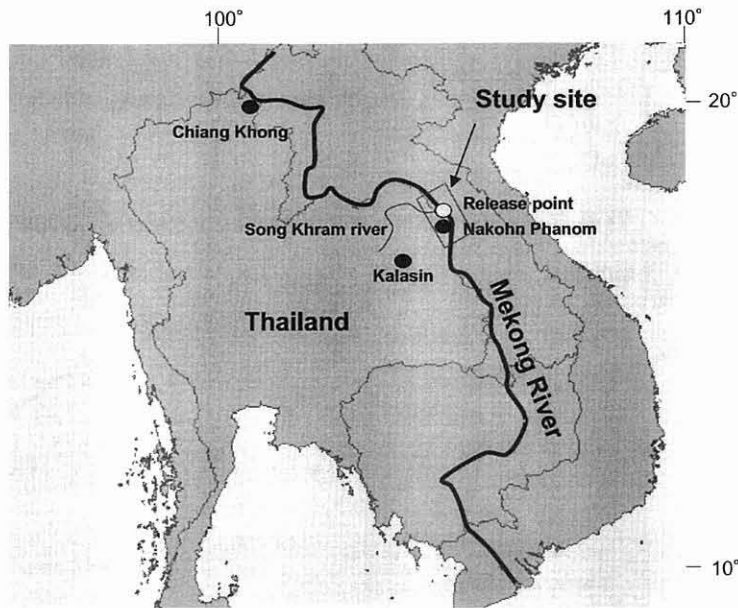 100°
110°
20°
Study site
Chiang Khong
Release point
Song Khram river
Nakohn Phanom
Kalasin
Thailand
Mekong River
10°